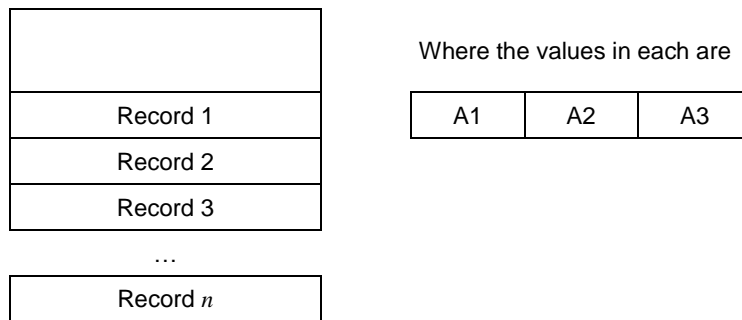 Where the values in each are
Record 1
Record 2
Record 3
…
Record n
A1 A2 A3